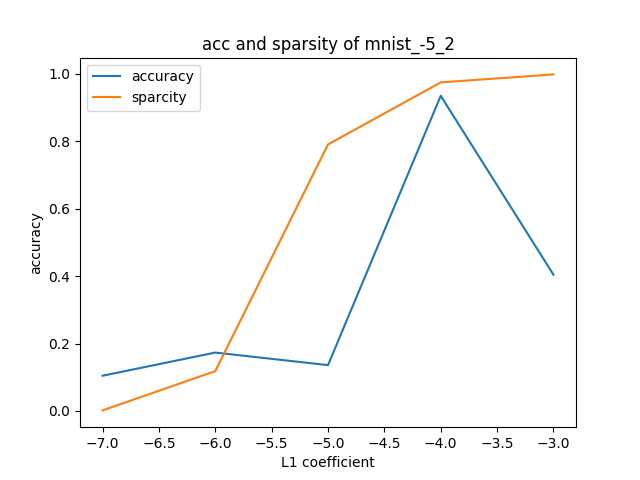 acc and sparsity of mnist_-5_2
accuracy
sparcity
1.0
0.8
0.6
0.4
0.2
0.0
accuracy
−7.0 −6.5 −6.0 −5.5 −5.0 −4.5 −4.0 −3.5 −3.0
L1 coefficient